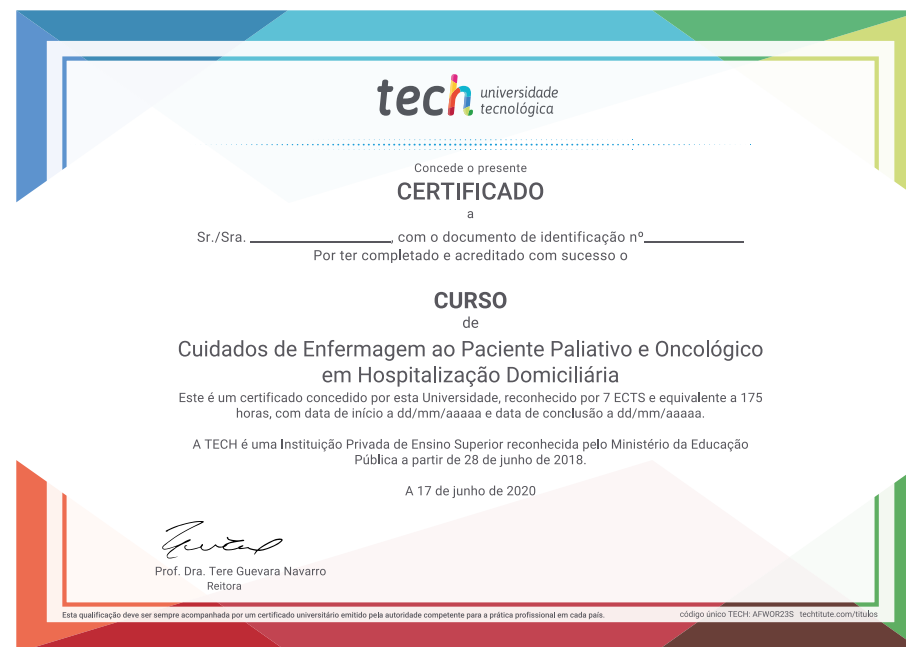 tech universidade
tecnológica
Concede o presente
CERTIFICADO
a
Sr./Sra. ____________________, com o documento de identificação nº______________
Por ter completado e acreditado com sucesso o
CURSO
de
Cuidados de Enfermagem ao Paciente Paliativo e Oncológico
em Hospitalização Domiciliária
Este é um certificado concedido por esta Universidade, reconhecido por 7 ECTS e equivalente a 175
horas, com data de início a dd/mm/aaaaa e data de conclusão a dd/mm/aaaaa.
A TECH é uma Instituição Privada de Ensino Superior reconhecida pelo Ministério da Educação
Pública a partir de 28 de junho de 2018.
A 17 de junho de 2020
Prof. Dra. Tere Guevara Navarro
Reitora
Esta qualificação deve ser sempre acompanhada por um certificado universitário emitido pela autoridade competente para a prática profissional em cada país. código único TECH: AFWOR23S techtitute.com/titulos